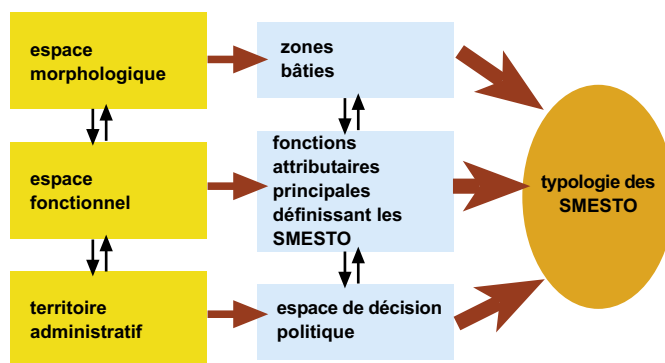 espace
morphologique
zones
bâties
espace
fonctionnel
fonctions
attributaires
principales
définissant les
SMESTO
typologie des
SMESTO
territoire
administratif
espace de décision
politique